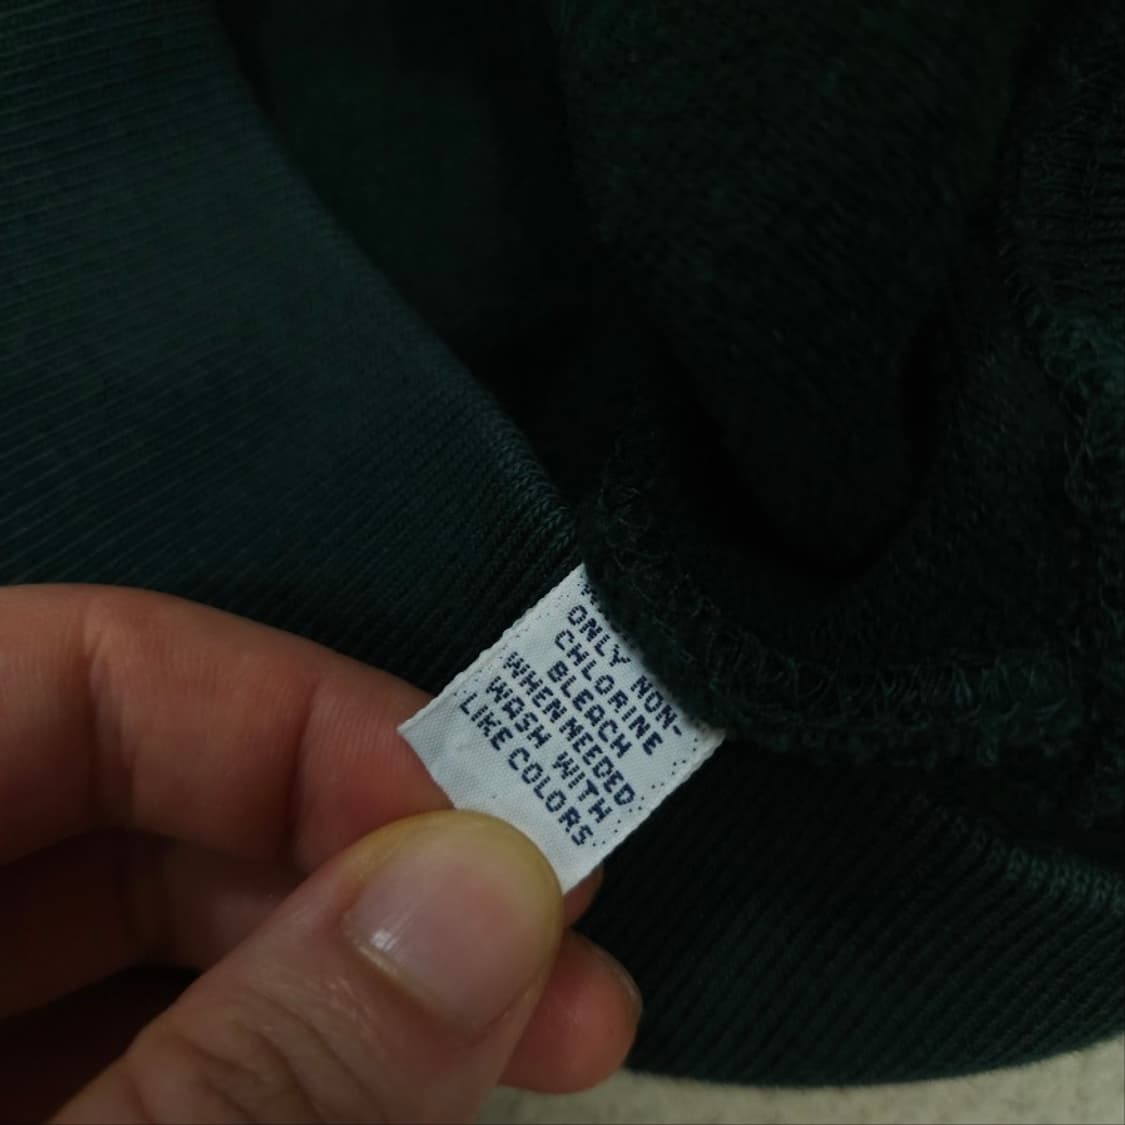 ONLY NON-
CHLORINE
BLEACH
WHEN NEEDED
WASH WITH
LIKE COLORS